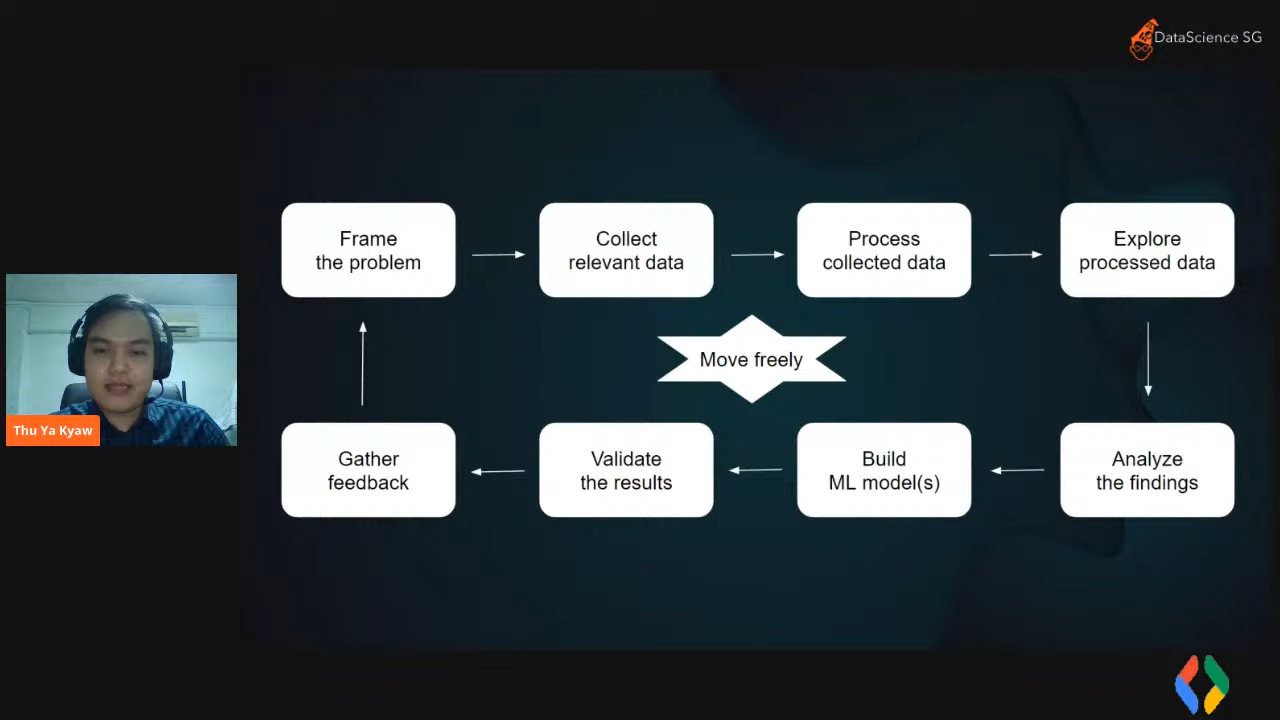 DataScience SG
Frame
the problem
Collect
relevant data
Process
collected data
Explore
processed data
Move freely
Thu Ya Kyaw
Gather
feedback
Validate
the results
Build
ML model(s)
Analyze
the findings